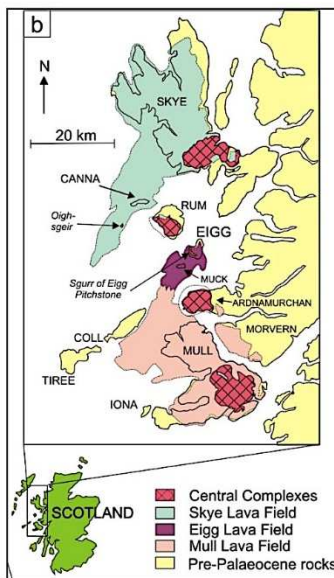 b
N
SKYE
20 km
CANNA
RUM
Oigh-
sgeir
EIGG
Sgurr of Eigg
Pitchstone
MUCK
ARDNAMURCHAN
COLL
MORVERN
MULL
TIREE
IONA
SCOTLAND
Central Complexes
Skye Lava Field
Eigg Lava Field
Mull Lava Field
Pre-Palaeocene rocks